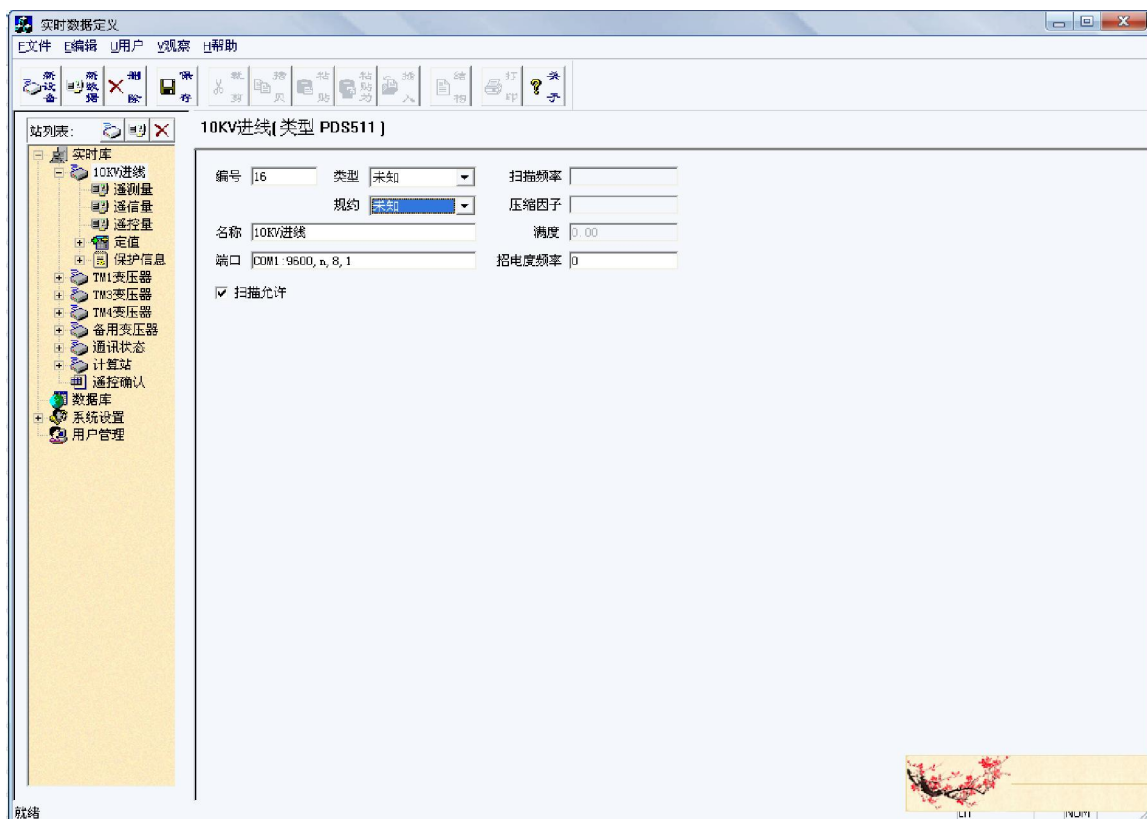 实时数据定义
F文件 E编辑 U用户 V观察 H帮助
新设备 新数据 删除 保存 裁剪 拷贝 粘贴 粘贴为 插入 结构 打印 关于
站列表:
10KV进线[ 类型 PDS511 ]
实时库
10KV进线
遥测量
遥信量
遥控量
定值
保护信息
TM1变压器
TM3变压器
TM4变压器
备用变压器
通讯状态
计算站
遥控确认
数据库
系统设置
用户管理
编号 16 类型 未知 扫描频率
规约 未知 压缩因子
名称 10KV进线 满度 0.00
端口 COM1:9600,n,8,1 招电度频率 0
扫描允许
就绪
NUM